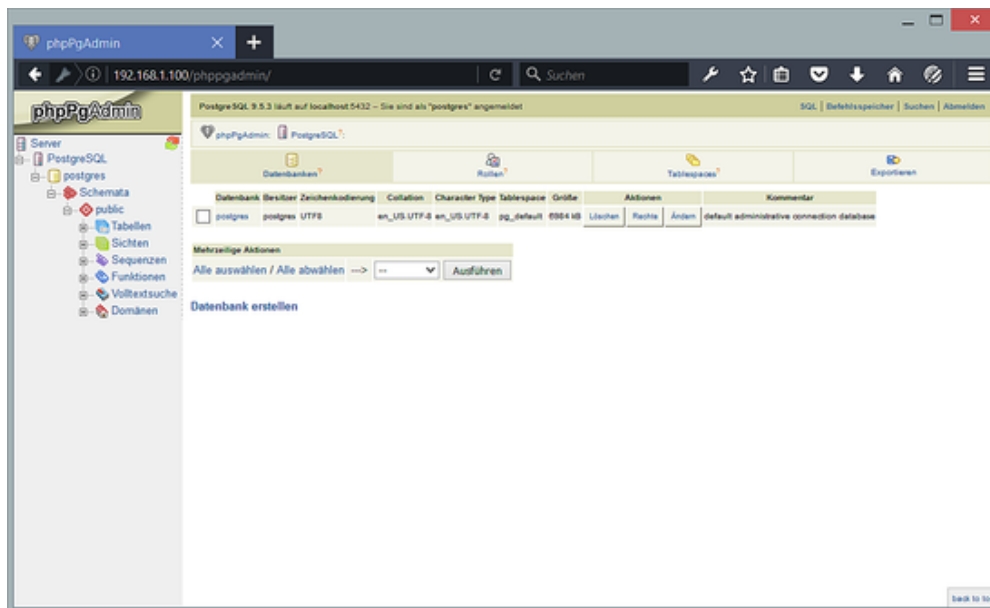 phpPgAdmin
192.168.1.100/phppgadmin/
Suchen
phpPgAdmin
Server
PostgreSQL
postgres
Schemata
public
Tabellen
Sichten
Sequenzen
Funktionen
Volltextsuche
Domänen
PostgreSQL 9.5.3 läuft auf localhost:5432 – Sie sind als "postgres" angemeldet
SQL | Befehlsspeicher | Suchen | Abmelden
phpPgAdmin: PostgreSQL?:
Datenbanken? Rollen? Tablespaces? Exportieren
Datenbank Besitzer Zeichenkodierung Collation Character Type Tablespace Größe Aktionen Kommentar
postgres postgres UTF8 en_US.UTF-8 en_US.UTF-8 pg_default 6984 kB Löschen Rechte Ändern default administrative connection database
Mehrzeilige Aktionen
Alle auswählen / Alle abwählen ---> -- Ausführen
Datenbank erstellen
back to to